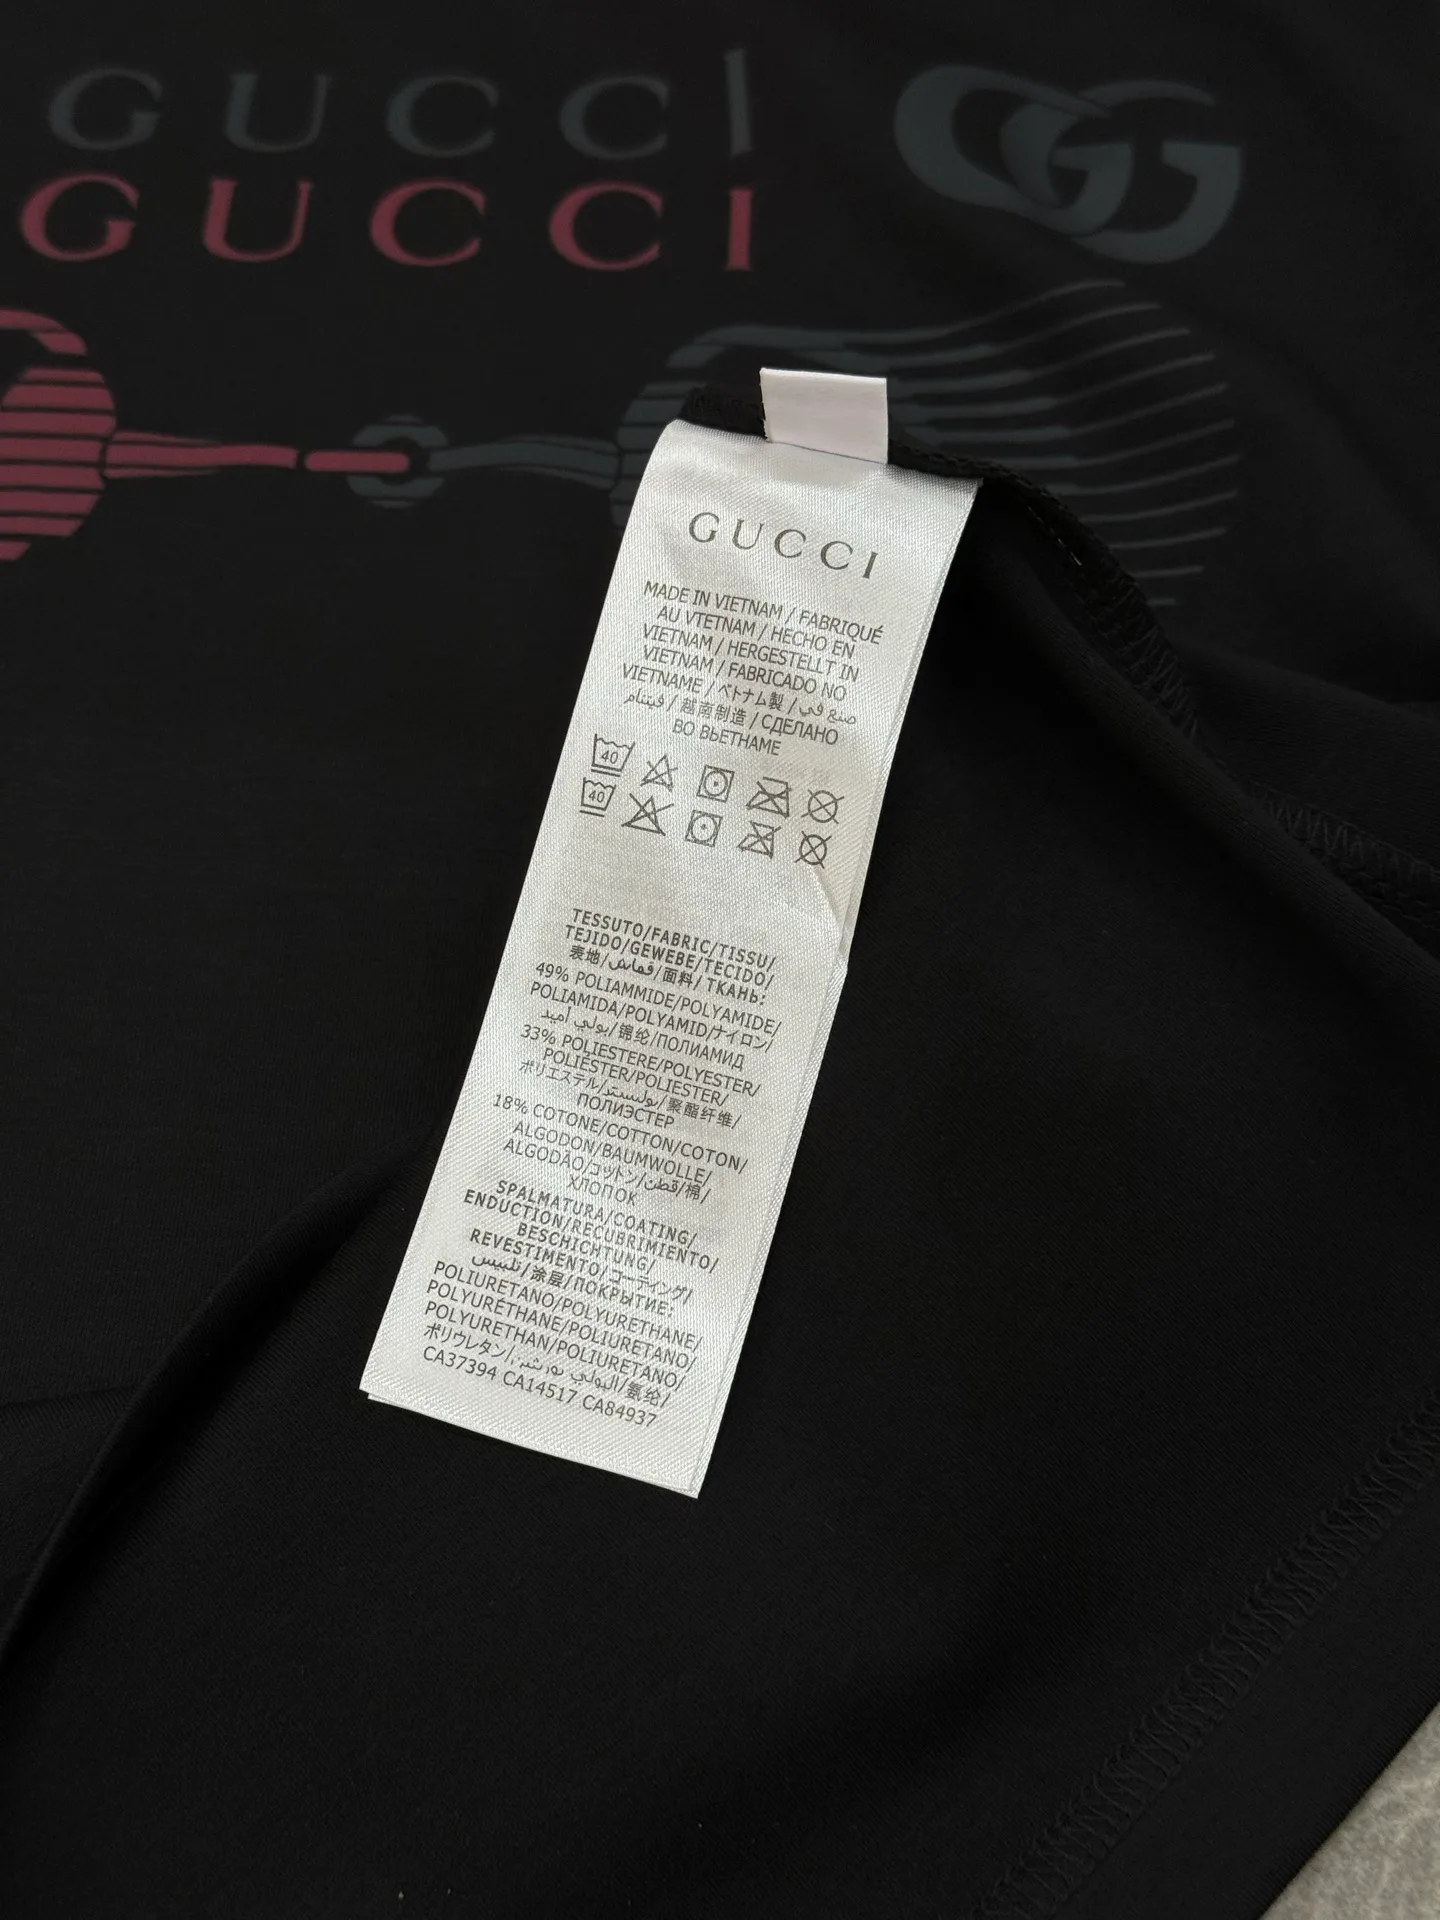 GUCCI
GUCCI
GUCCI
MADE IN VIETNAM / FABRIQUÉ
AU VTETNAM / HECHO EN
VIETNAM / HERGESTELLT IN
VIETNAM / FABRICADO NO
VIETNAME / ベトナム製 / صنع في
فيتنام / 越南制造 / СДЕЛАНО
ВО ВЬЕТНАМЕ
40
40
TESSUTO/FABRIC/TISSU/
TEJIDO/GEWEBE/TECIDO/
表地/قماش/面料/ТКАНЬ:
49% POLIAMMIDE/POLYAMIDE/
POLIAMIDA/POLYAMID/ナイロン/
بولي أميد/锦纶/ПОЛИАМИД
33% POLIESTERE/POLYESTER/
POLIÉSTER/POLIESTER/
ポリエステル/بوليستر/聚酯纤维/
ПОЛИЭСТЕР
18% COTONE/COTTON/COTON/
ALGODON/BAUMWOLLE/
ALGODÃO/コットン/قطن/棉/
ХЛОПОК
SPALMATURA/COATING/
ENDUCTION/RECUBRIMIENTO/
BESCHICHTUNG/
REVESTIMENTO/コーティング/
تلبيس/涂层/ПОКРЫТИЕ:
POLIURETANO/POLYURETHANE/
POLYURÉTHANE/POLIURETANO/
POLYURETHAN/POLIURETANO/
ポリウレタン/البولي/氨纶/
CA37394 CA14517 CA84937